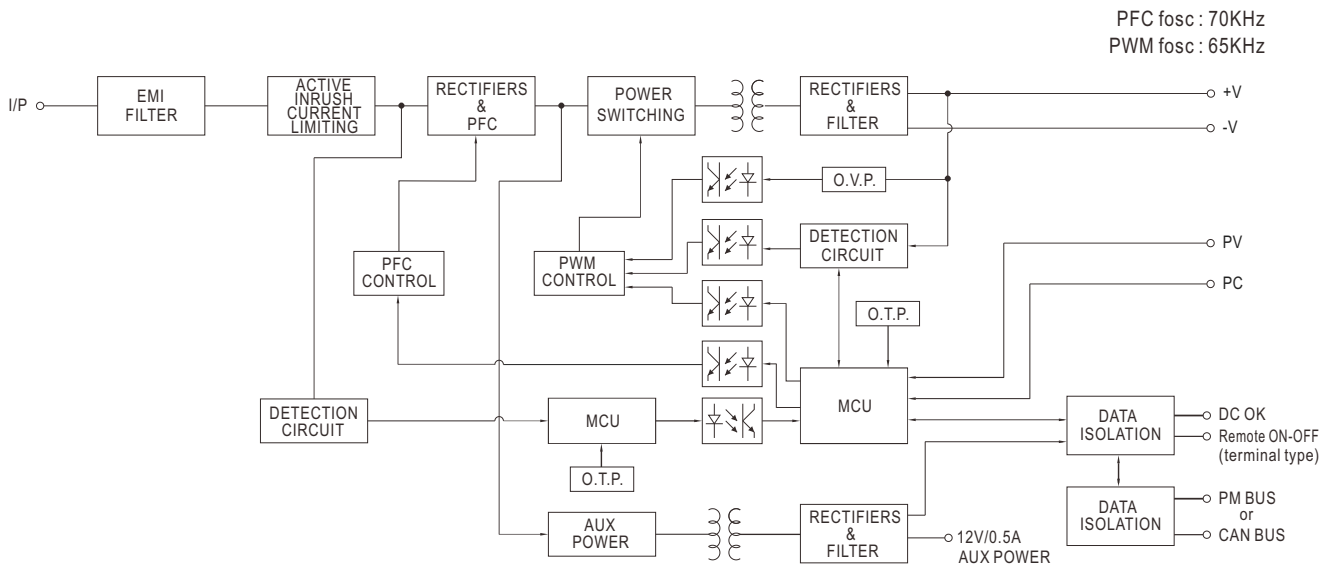 PFC fosc : 70KHz
PWM fosc : 65KHz
I/P
EMI
FILTER
ACTIVE
INRUSH
CURRENT
LIMITING
RECTIFIERS
&
PFC
POWER
SWITCHING
RECTIFIERS
&
FILTER
+V
-V
O.V.P.
DETECTION
CIRCUIT
PFC
CONTROL
PWM
CONTROL
PV
PC
O.T.P.
MCU
DETECTION
CIRCUIT
MCU
O.T.P.
DATA
ISOLATION
DC OK
Remote ON-OFF
(terminal type)
DATA
ISOLATION
PM BUS
or
CAN BUS
AUX
POWER
RECTIFIERS
&
FILTER
12V/0.5A
AUX POWER